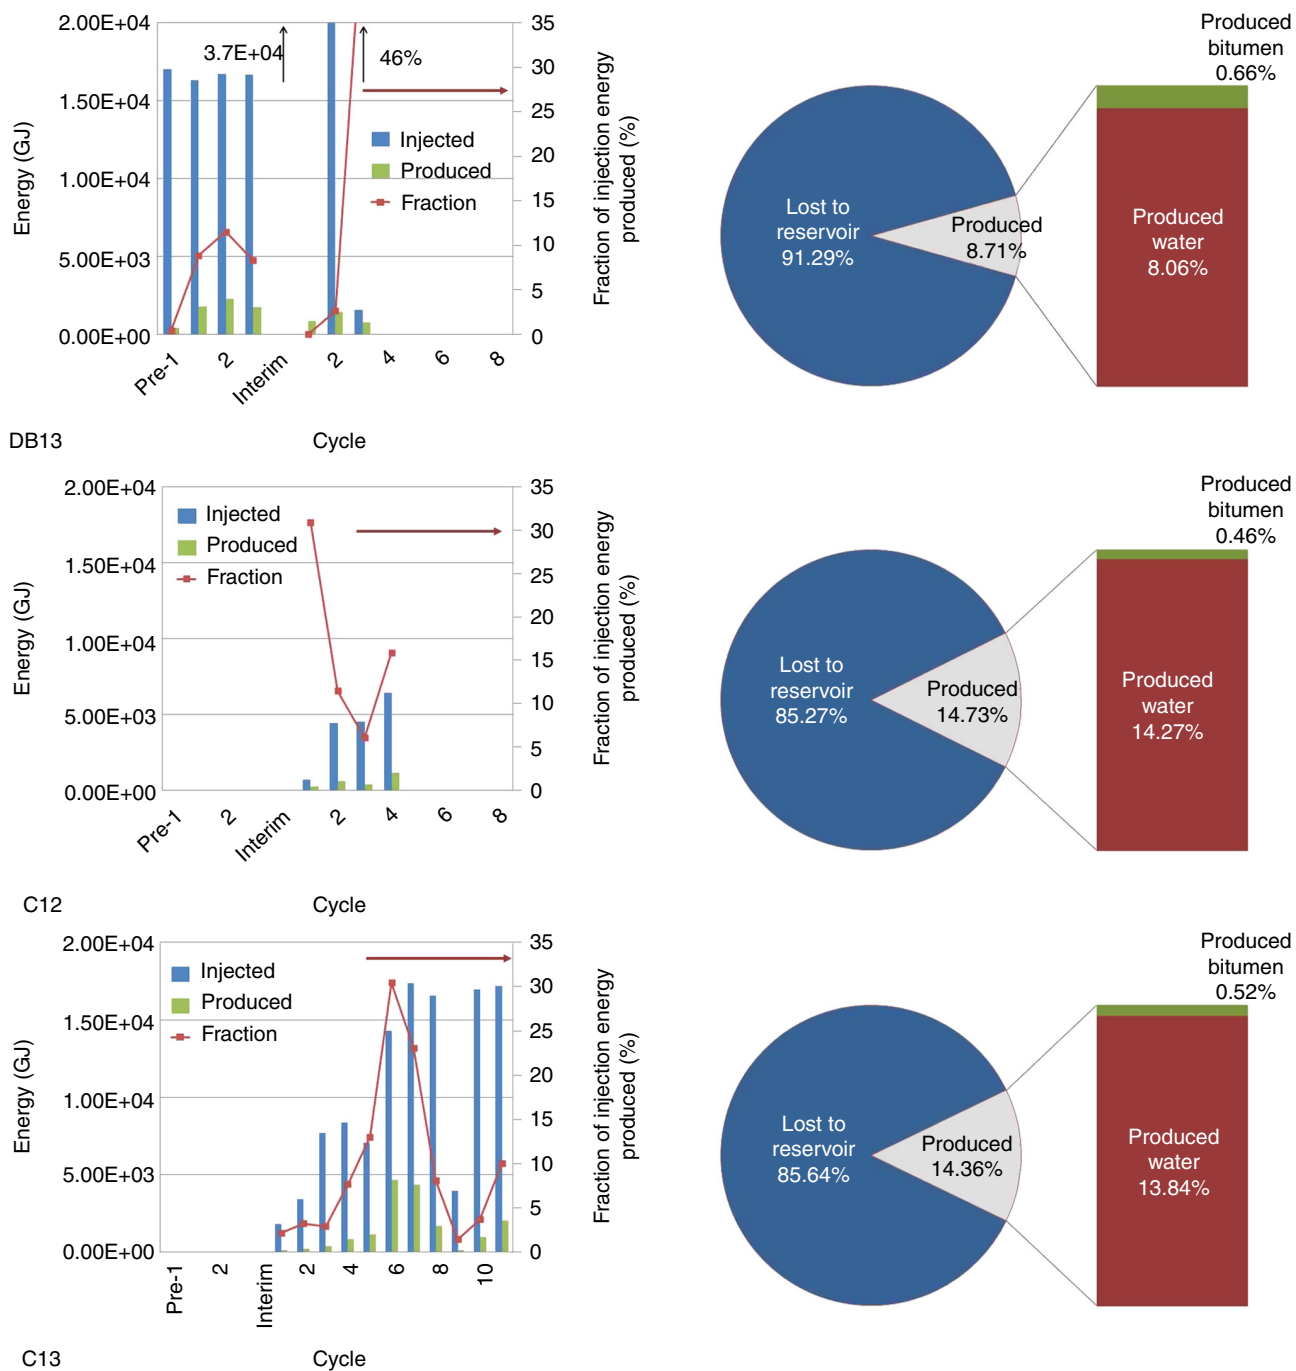 2.00E+04
1.50E+04
1.00E+04
5.00E+03
0.00E+00
Energy (GJ)
3.7E+04
46%
Injected
Produced
Fraction
35
30
25
20
15
10
5
0
Fraction of injection energy
produced (%)
Pre-1
2
Interim
2
4
6
8
DB13
Cycle
Lost to
reservoir
91.29%
Produced
8.71%
Produced
bitumen
0.66%
Produced
water
8.06%
2.00E+04
1.50E+04
1.00E+04
5.00E+03
0.00E+00
Energy (GJ)
Injected
Produced
Fraction
35
30
25
20
15
10
5
0
Fraction of injection energy
produced (%)
Pre-1
2
Interim
2
4
6
8
C12
Cycle
Lost to
reservoir
85.27%
Produced
14.73%
Produced
bitumen
0.46%
Produced
water
14.27%
2.00E+04
1.50E+04
1.00E+04
5.00E+03
0.00E+00
Energy (GJ)
Injected
Produced
Fraction
35
30
25
20
15
10
5
0
Fraction of injection energy
produced (%)
Pre-1
2
Interim
2
4
6
8
10
C13
Cycle
Lost to
reservoir
85.64%
Produced
14.36%
Produced
bitumen
0.52%
Produced
water
13.84%